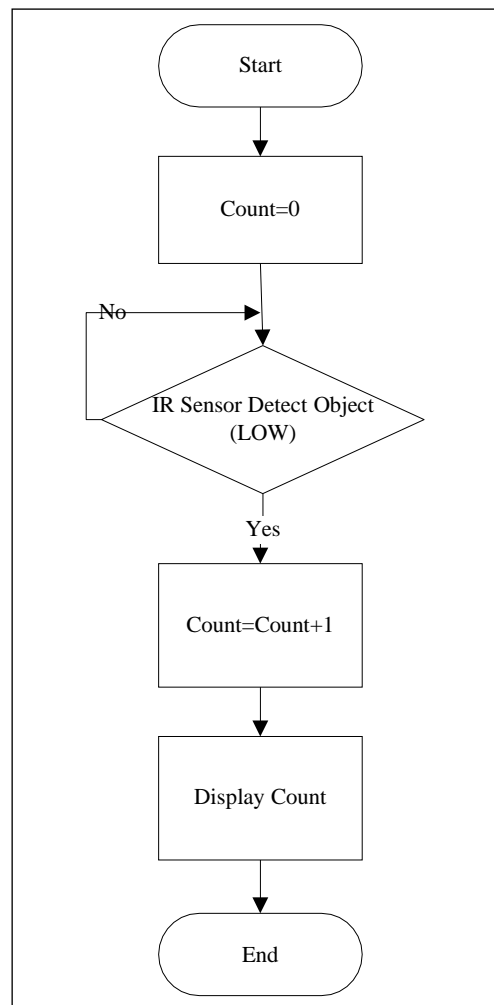 Start
Count=0
No
IR Sensor Detect Object
(LOW)
Yes
Count=Count+1
Display Count
End